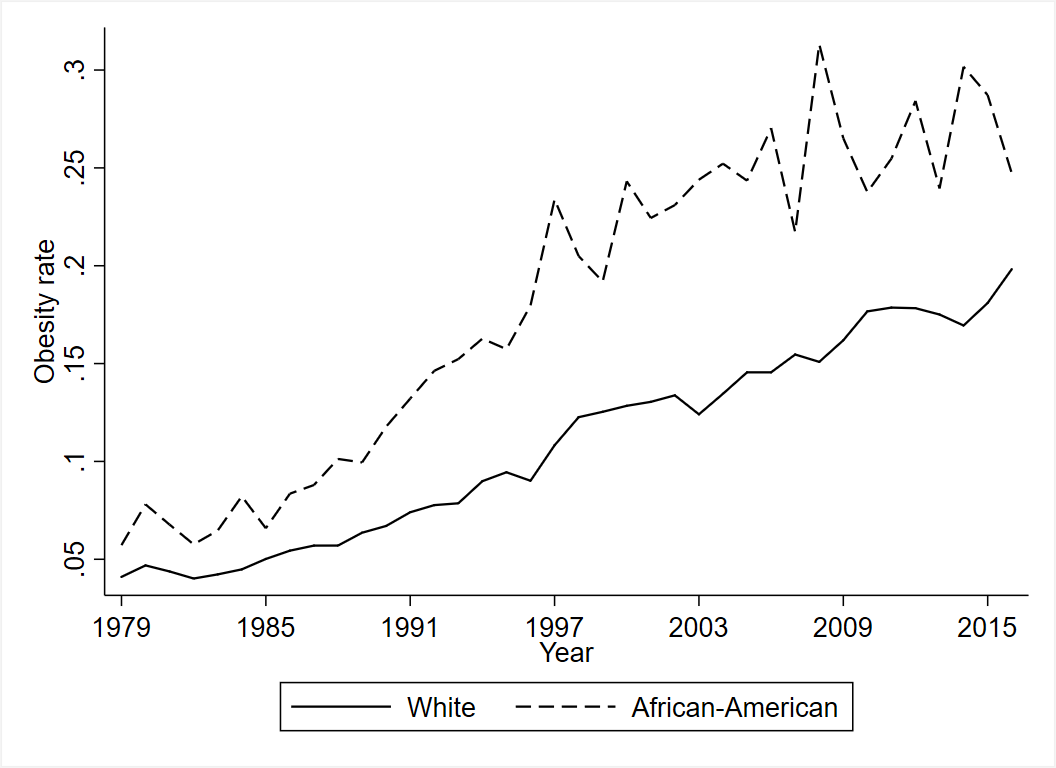 Obesity rate
.3
.25
.2
.15
.1
.05
1979 1985 1991 1997 2003 2009 2015
Year
White African-American